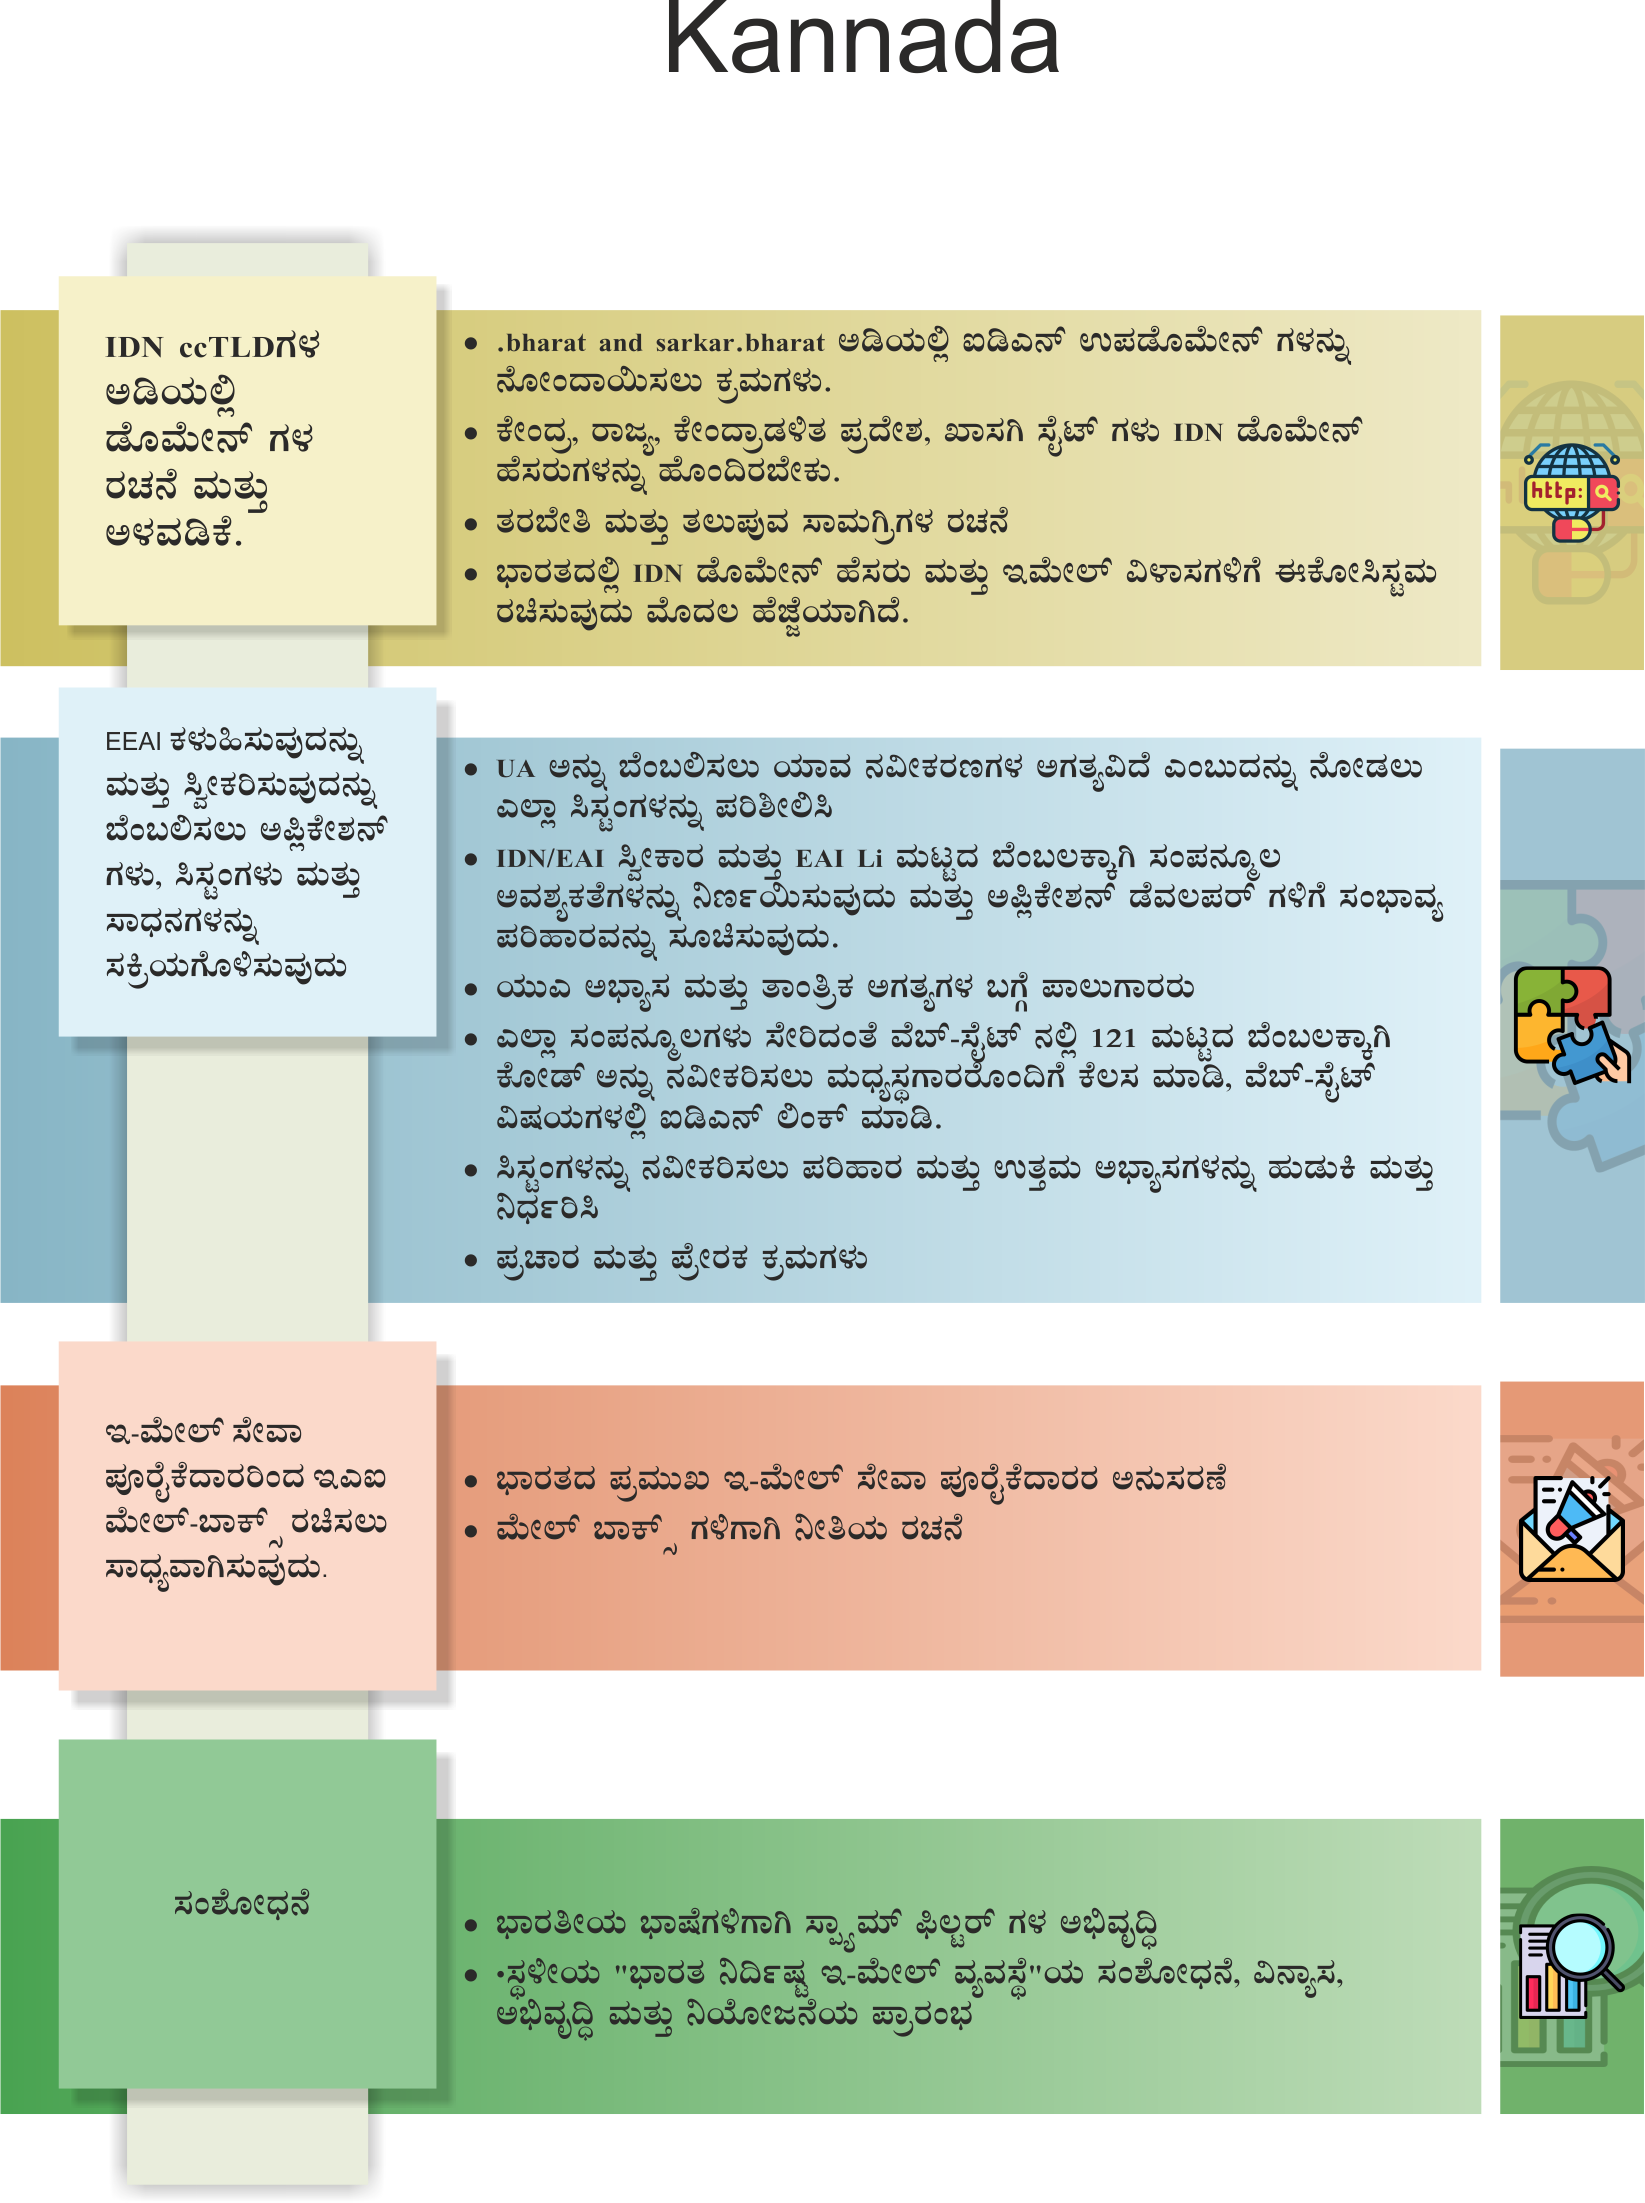 Kannada
IDN ccTLDಗಳ
ಅಡಿಯಲ್ಲಿ
ಡೊಮೇನ್ ಗಳ
ರಚನೆ ಮತ್ತು
ಅಳವಡಿಕೆ.
• .bharat and sarkar.bharat ಅಡಿಯಲ್ಲಿ ಐಡಿಎನ್ ಉಪಡೊಮೇನ್ ಗಳನ್ನು
ನೋಂದಾಯಿಸಲು ಕ್ರಮಗಳು.
• ಕೇಂದ್ರ, ರಾಜ್ಯ, ಕೇಂದ್ರಾಡಳಿತ ಪ್ರದೇಶ, ಖಾಸಗಿ ಸೈಟ್ ಗಳು IDN ಡೊಮೇನ್
ಹೆಸರುಗಳನ್ನು ಹೊಂದಿರಬೇಕು.
• ತರಬೇತಿ ಮತ್ತು ತಲುಪುವ ಸಾಮಗ್ರಿಗಳ ರಚನೆ
• ಭಾರತದಲ್ಲಿ IDN ಡೊಮೇನ್ ಹೆಸರು ಮತ್ತು ಇಮೇಲ್ ವಿಳಾಸಗಳಿಗೆ ಈಕೋಸಿಸ್ಟಮ
ರಚಿಸುವುದು ಮೊದಲ ಹೆಜ್ಜೆಯಾಗಿದೆ.
http:
EEAI ಕಳುಹಿಸುವುದನ್ನು
ಮತ್ತು ಸ್ವೀಕರಿಸುವುದನ್ನು
ಬೆಂಬಲಿಸಲು ಅಪ್ಲಿಕೇಶನ್
ಗಳು, ಸಿಸ್ಟಂಗಳು ಮತ್ತು
ಸಾಧನಗಳನ್ನು
ಸಕ್ರಿಯಗೊಳಿಸುವುದು
• UA ಅನ್ನು ಬೆಂಬಲಿಸಲು ಯಾವ ನವೀಕರಣಗಳ ಅಗತ್ಯವಿದೆ ಎಂಬುದನ್ನು ನೋಡಲು
ಎಲ್ಲಾ ಸಿಸ್ಟಂಗಳನ್ನು ಪರಿಶೀಲಿಸಿ
• IDN/EAI ಸ್ವೀಕಾರ ಮತ್ತು EAI Li ಮಟ್ಟದ ಬೆಂಬಲಕ್ಕಾಗಿ ಸಂಪನ್ಮೂಲ
ಅವಶ್ಯಕತೆಗಳನ್ನು ನಿರ್ಣಯಿಸುವುದು ಮತ್ತು ಅಪ್ಲಿಕೇಶನ್ ಡೆವಲಪರ್ ಗಳಿಗೆ ಸಂಭಾವ್ಯ
ಪರಿಹಾರವನ್ನು ಸೂಚಿಸುವುದು.
• ಯುಎ ಅಭ್ಯಾಸ ಮತ್ತು ತಾಂತ್ರಿಕ ಅಗತ್ಯಗಳ ಬಗ್ಗೆ ಪಾಲುಗಾರರು
• ಎಲ್ಲಾ ಸಂಪನ್ಮೂಲಗಳು ಸೇರಿದಂತೆ ವೆಬ್-ಸೈಟ್ ನಲ್ಲಿ 121 ಮಟ್ಟದ ಬೆಂಬಲಕ್ಕಾಗಿ
ಕೋಡ್ ಅನ್ನು ನವೀಕರಿಸಲು ಮಧ್ಯಸ್ಥಗಾರರೊಂದಿಗೆ ಕೆಲಸ ಮಾಡಿ, ವೆಬ್-ಸೈಟ್
ವಿಷಯಗಳಲ್ಲಿ ಐಡಿಎನ್ ಲಿಂಕ್ ಮಾಡಿ.
• ಸಿಸ್ಟಂಗಳನ್ನು ನವೀಕರಿಸಲು ಪರಿಹಾರ ಮತ್ತು ಉತ್ತಮ ಅಭ್ಯಾಸಗಳನ್ನು ಹುಡುಕಿ ಮತ್ತು
ನಿರ್ಧರಿಸಿ
• ಪ್ರಚಾರ ಮತ್ತು ಪ್ರೇರಕ ಕ್ರಮಗಳು
ಇ-ಮೇಲ್ ಸೇವಾ
ಪೂರೈಕೆದಾರರಿಂದ ಇಎಐ
ಮೇಲ್-ಬಾಕ್ಸ್ ರಚಿಸಲು
ಸಾಧ್ಯವಾಗಿಸುವುದು.
• ಭಾರತದ ಪ್ರಮುಖ ಇ-ಮೇಲ್ ಸೇವಾ ಪೂರೈಕೆದಾರರ ಅನುಸರಣೆ
• ಮೇಲ್ ಬಾಕ್ಸ್ ಗಳಿಗಾಗಿ ನೀತಿಯ ರಚನೆ
ಸಂಶೋಧನೆ
• ಭಾರತೀಯ ಭಾಷೆಗಳಿಗಾಗಿ ಸ್ಪ್ಯಾಮ್ ಫಿಲ್ಟರ್ ಗಳ ಅಭಿವೃದ್ಧಿ
• •ಸ್ಥಳೀಯ "ಭಾರತ ನಿರ್ದಿಷ್ಟ ಇ-ಮೇಲ್ ವ್ಯವಸ್ಥೆ"ಯ ಸಂಶೋಧನೆ, ವಿನ್ಯಾಸ,
ಅಭಿವೃದ್ಧಿ ಮತ್ತು ನಿಯೋಜನೆಯ ಪ್ರಾರಂಭ